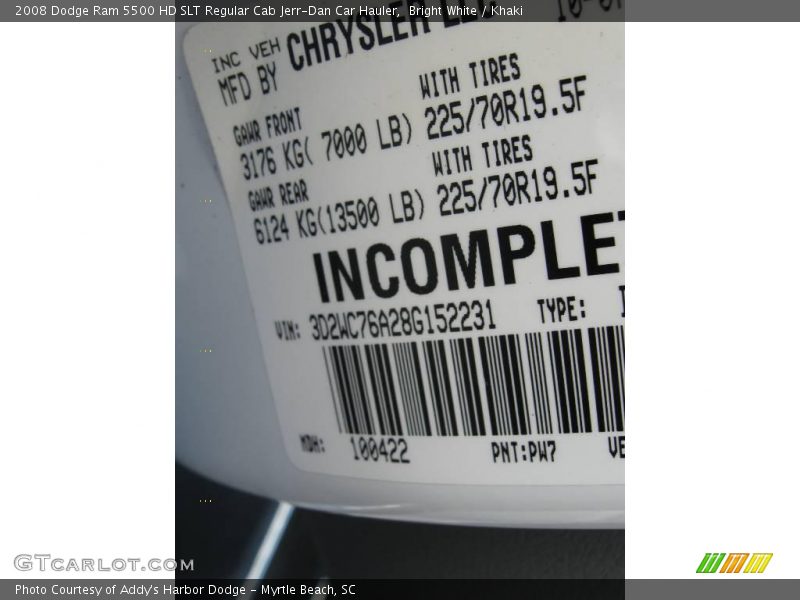 2008 Dodge Ram 5500 HD SLT Regular Cab Jerr-Dan Car Hauler, Bright White / Khaki
INC VEH
MFD BY CHRYSLER LLC
GAWR FRONT WITH TIRES
3176 KG( 7000 LB) 225/70R19.5F
GAWR REAR WITH TIRES
6124 KG(13500 LB) 225/70R19.5F
INCOMPLE
VIN: 3D2WC76A28G152231 TYPE:
MDH: 100422 PNT:PW7 VE
GTcarlot.com
Photo Courtesy of Addy's Harbor Dodge - Myrtle Beach, SC